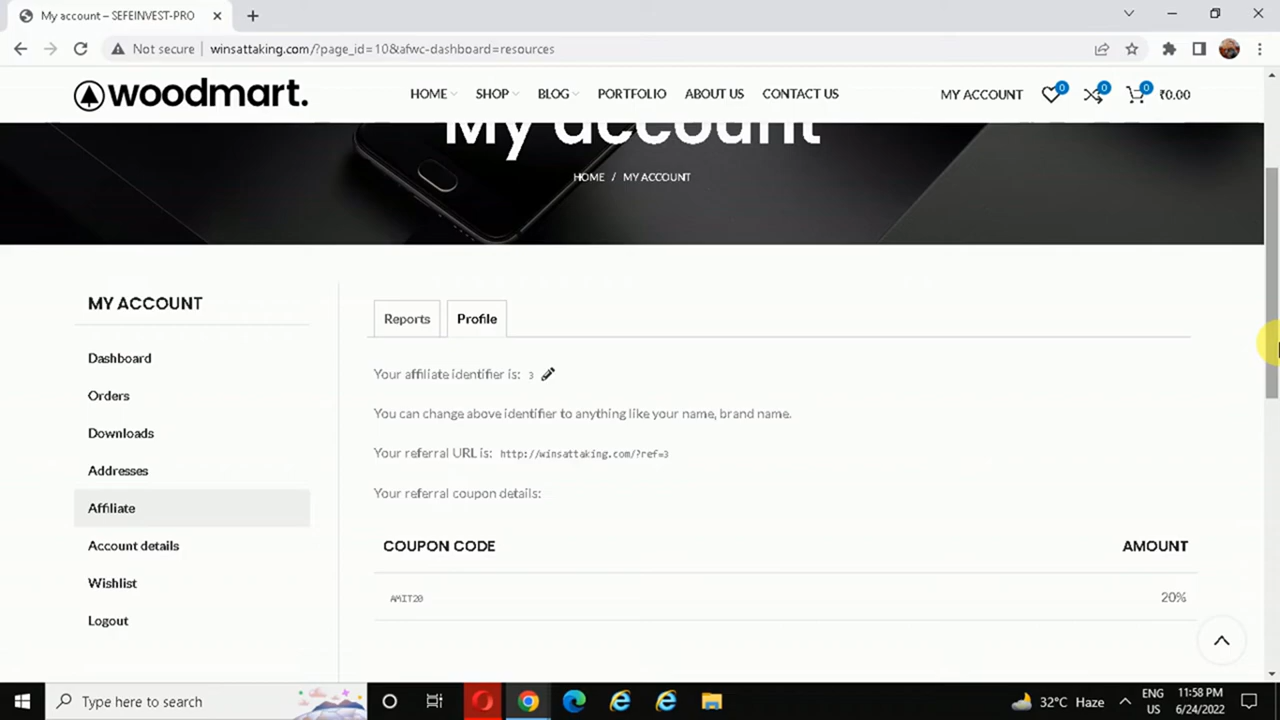 My account – SEFEINVEST-PRO
Not secure winsattaking.com/?page_id=10&afwc-dashboard=resources
woodmart. HOME SHOP BLOG PORTFOLIO ABOUT US CONTACT US MY ACCOUNT 0 0 0 ₹0.00
My account
HOME / MY ACCOUNT
MY ACCOUNT
Dashboard
Orders
Downloads
Addresses
Affiliate
Account details
Wishlist
Logout
Reports Profile
Your affiliate identifier is: 3
You can change above identifier to anything like your name, brand name.
Your referral URL is: http://winsattaking.com/?ref=3
Your referral coupon details:
COUPON CODE AMOUNT
AMIT20 20%
Type here to search 32°C Haze ENG 11:58 PM
US 6/24/2022